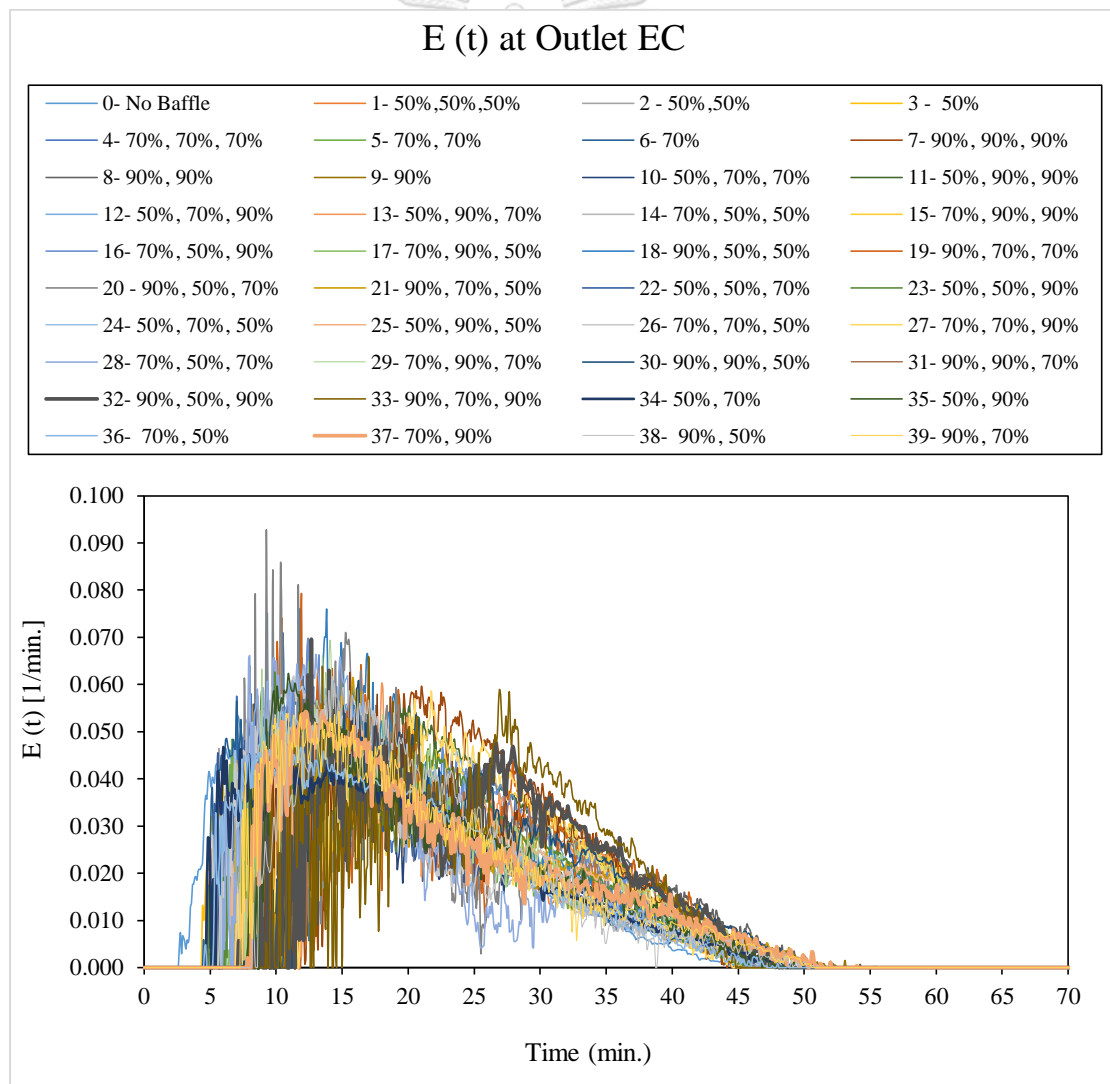 E (t) at Outlet EC
0- No Baffle 1- 50%,50%,50% 2 - 50%,50% 3 - 50%
4- 70%, 70%, 70% 5- 70%, 70% 6- 70% 7- 90%, 90%, 90%
8- 90%, 90% 9- 90% 10- 50%, 70%, 70% 11- 50%, 90%, 90%
12- 50%, 70%, 90% 13- 50%, 90%, 70% 14- 70%, 50%, 50% 15- 70%, 90%, 90%
16- 70%, 50%, 90% 17- 70%, 90%, 50% 18- 90%, 50%, 50% 19- 90%, 70%, 70%
20 - 90%, 50%, 70% 21- 90%, 70%, 50% 22- 50%, 50%, 70% 23- 50%, 50%, 90%
24- 50%, 70%, 50% 25- 50%, 90%, 50% 26- 70%, 70%, 50% 27- 70%, 70%, 90%
28- 70%, 50%, 70% 29- 70%, 90%, 70% 30- 90%, 90%, 50% 31- 90%, 90%, 70%
32- 90%, 50%, 90% 33- 90%, 70%, 90% 34- 50%, 70% 35- 50%, 90%
36- 70%, 50% 37- 70%, 90% 38- 90%, 50% 39- 90%, 70%
E (t) [1/min.]
0.100
0.090
0.080
0.070
0.060
0.050
0.040
0.030
0.020
0.010
0.000
0 5 10 15 20 25 30 35 40 45 50 55 60 65 70
Time (min.)